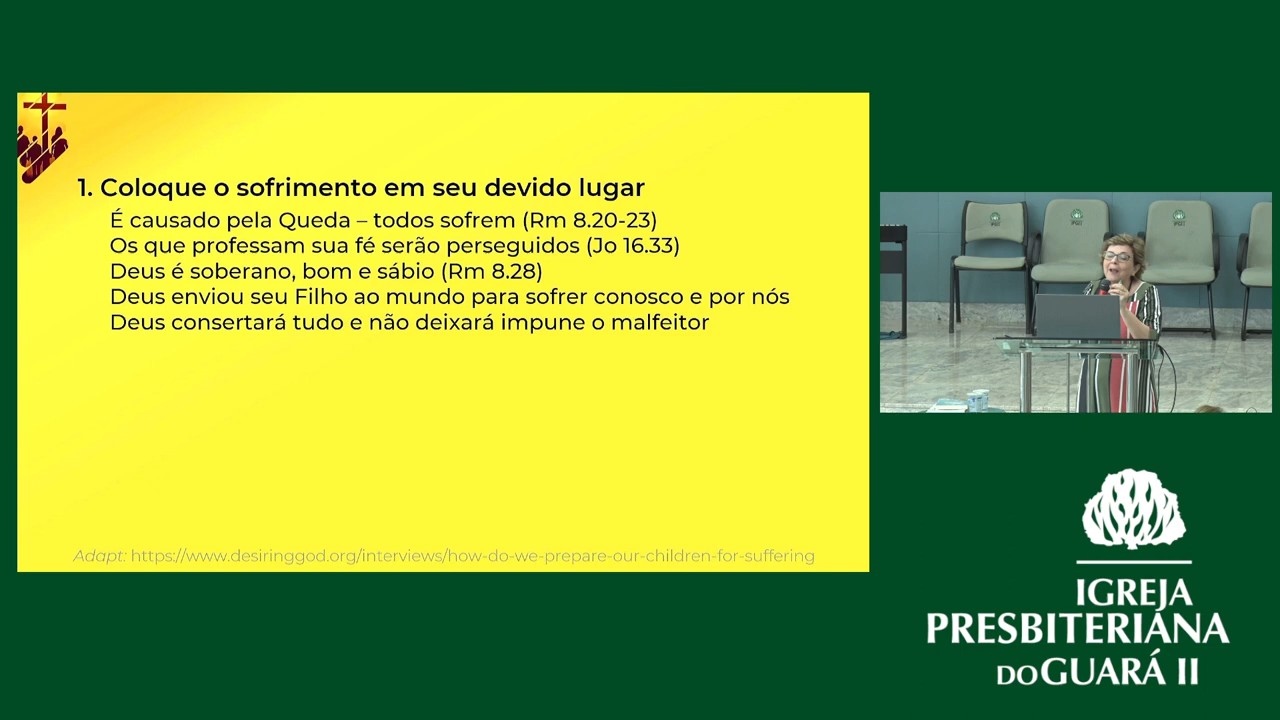 1. Coloque o sofrimento em seu devido lugar
É causado pela Queda – todos sofrem (Rm 8.20-23)
Os que professam sua fé serão perseguidos (Jo 16.33)
Deus é soberano, bom e sábio (Rm 8.28)
Deus enviou seu Filho ao mundo para sofrer conosco e por nós
Deus consertará tudo e não deixará impune o malfeitor
Adapt: https://www.desiringgod.org/interviews/how-do-we-prepare-our-children-for-suffering
IGREJA
PRESBITERIANA
DO GUARÁ II